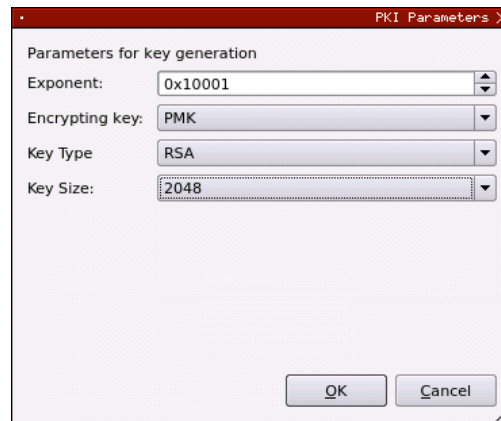 PKI Parameters
Parameters for key generation
Exponent: 0x10001
Encrypting key: PMK
Key Type RSA
Key Size: 2048
OK Cancel